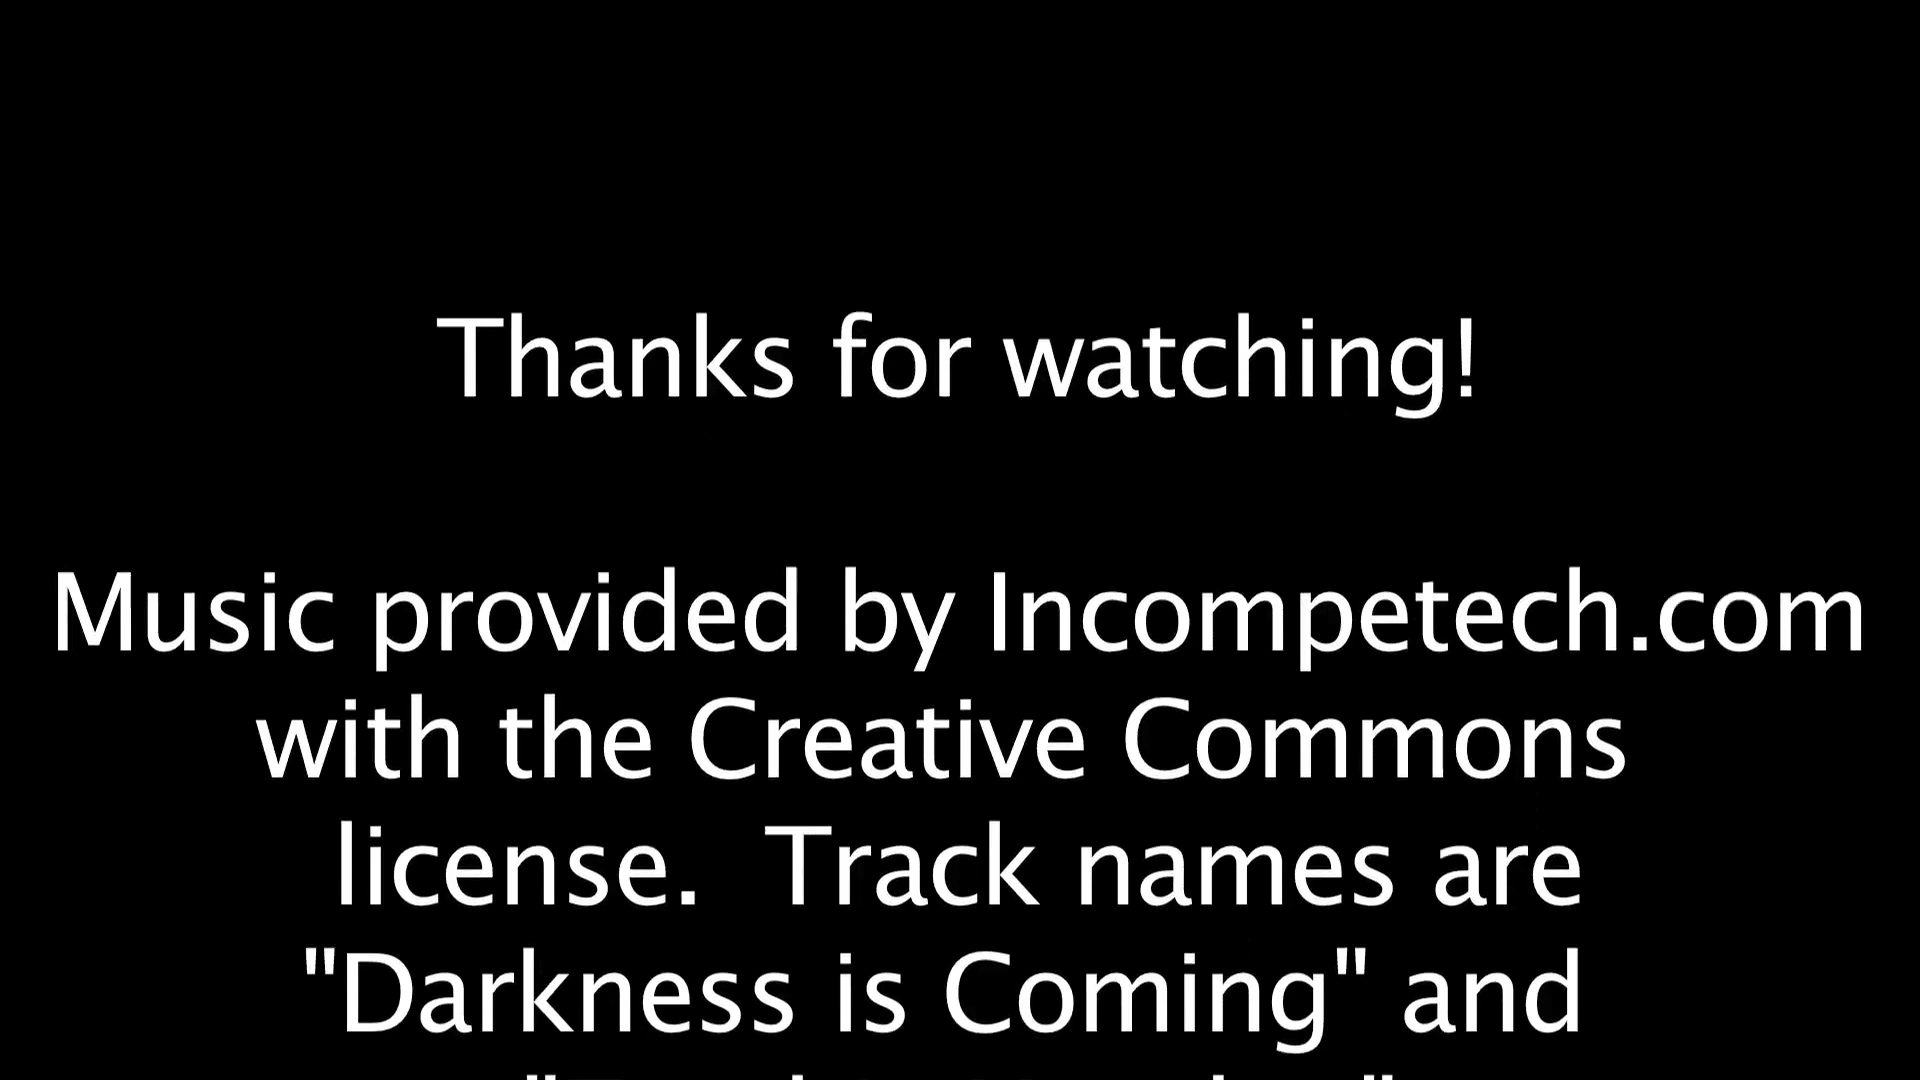 Thanks for watching!
Music provided by Incompetech.com
with the Creative Commons
license.  Track names are
"Darkness is Coming" and